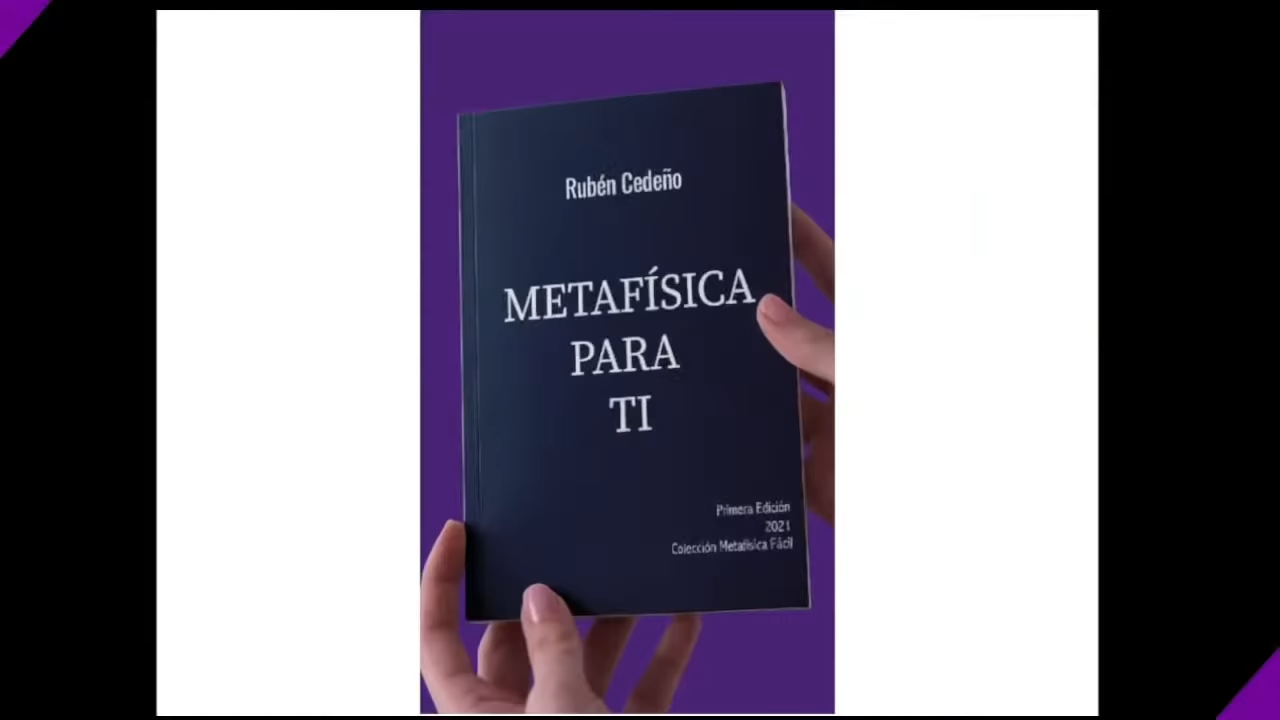 Rubén Cedeño
METAFÍSICA
PARA
TI
Primera Edición
2021
Colección Metafísica Fácil